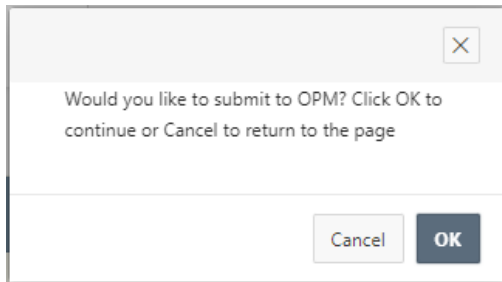 Would you like to submit to OPM? Click OK to
continue or Cancel to return to the page
Cancel
OK